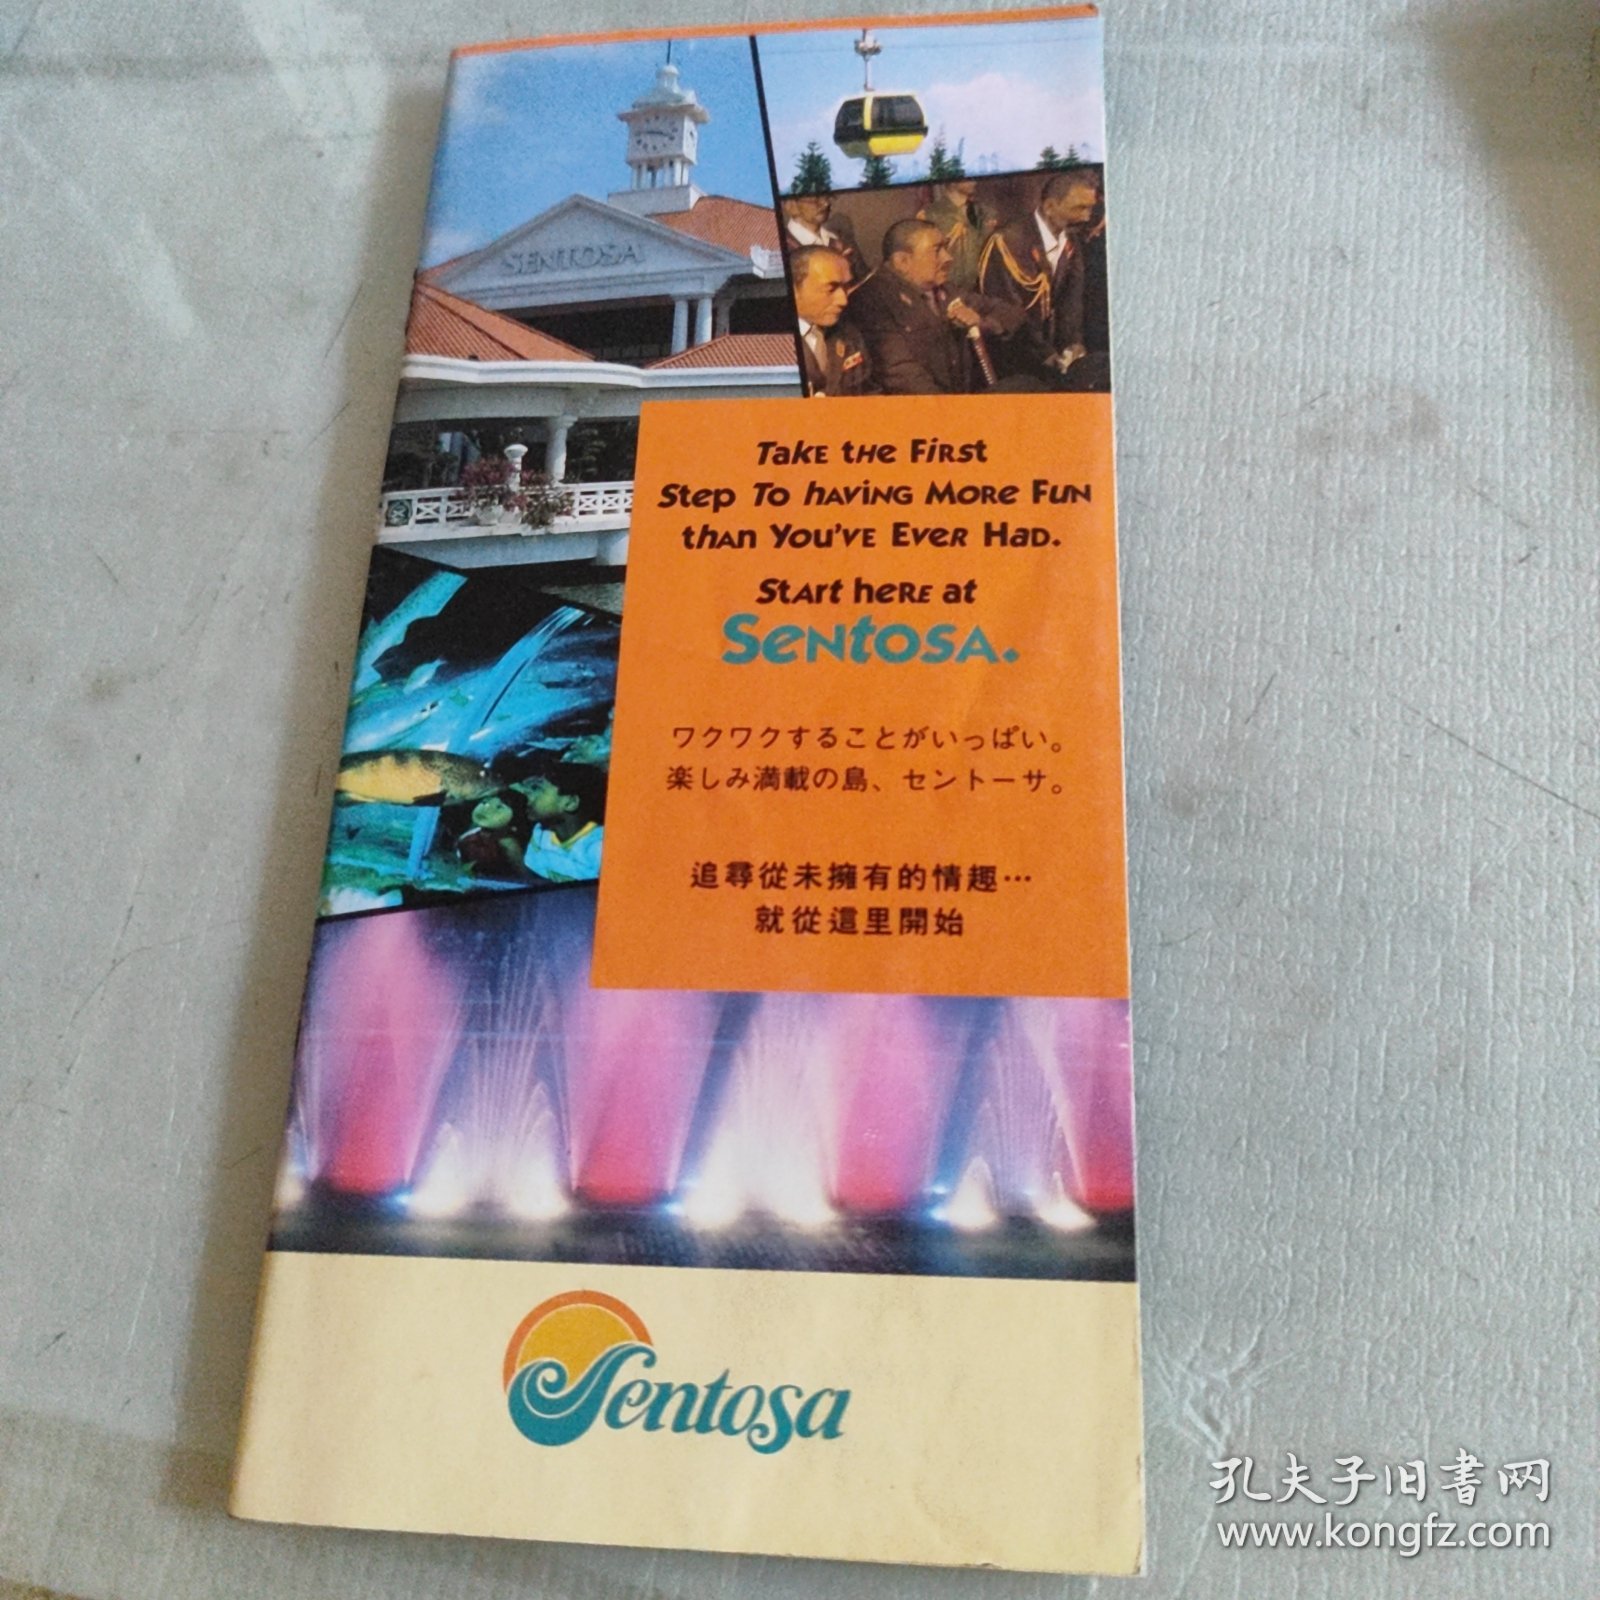 SENTOSA
Take the First
Step To having More Fun
than You've Ever Had.
Start here at
Sentosa.
ワクワクすることがいっぱい。
楽しみ満載の島、セントーサ。
追尋從未擁有的情趣…
就從這里開始
Sentosa
孔夫子旧书网
www.kongfz.com